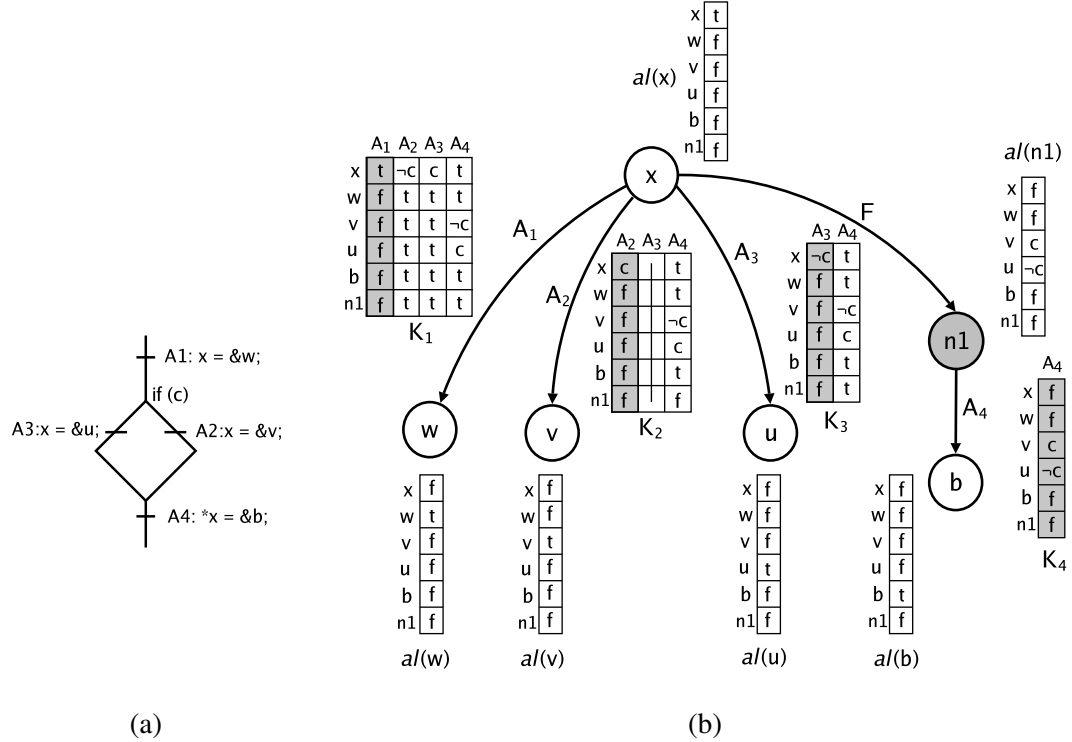 x t
w f
v f
u f
b f
n1 f
al(x)
A1 A2 A3 A4
x t ¬c c t
w f t t t
v f t t ¬c
u f t t c
b f t t t
n1 f t t t
K1
al(n1)
x f
w f
v c
u ¬c
b f
n1 f
x
A1
A2
A3
F
A2 A3 A4
x c t
w f t
v f ¬c
u f c
b f t
n1 f f
K2
A3 A4
x ¬c t
w f t
v f ¬c
u f c
b f t
n1 f t
K3
n1
A4
A4
x f
w f
v c
u ¬c
b f
n1 f
K4
A1: x = &w;
if (c)
A3:x = &u; A2:x = &v;
A4: *x = &b;
w v u b
x f
w t
v f
u f
b f
n1 f
al(w)
x f
w f
v t
u f
b f
n1 f
al(v)
x f
w f
v f
u t
b f
n1 f
al(u)
x f
w f
v f
u f
b t
n1 f
al(b)
(a) (b)